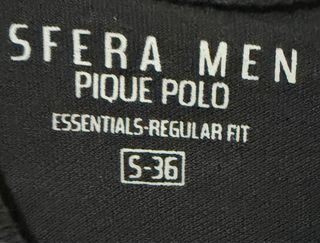 SFERA MEN
PIQUE POLO
ESSENTIALS-REGULAR FIT
S-36